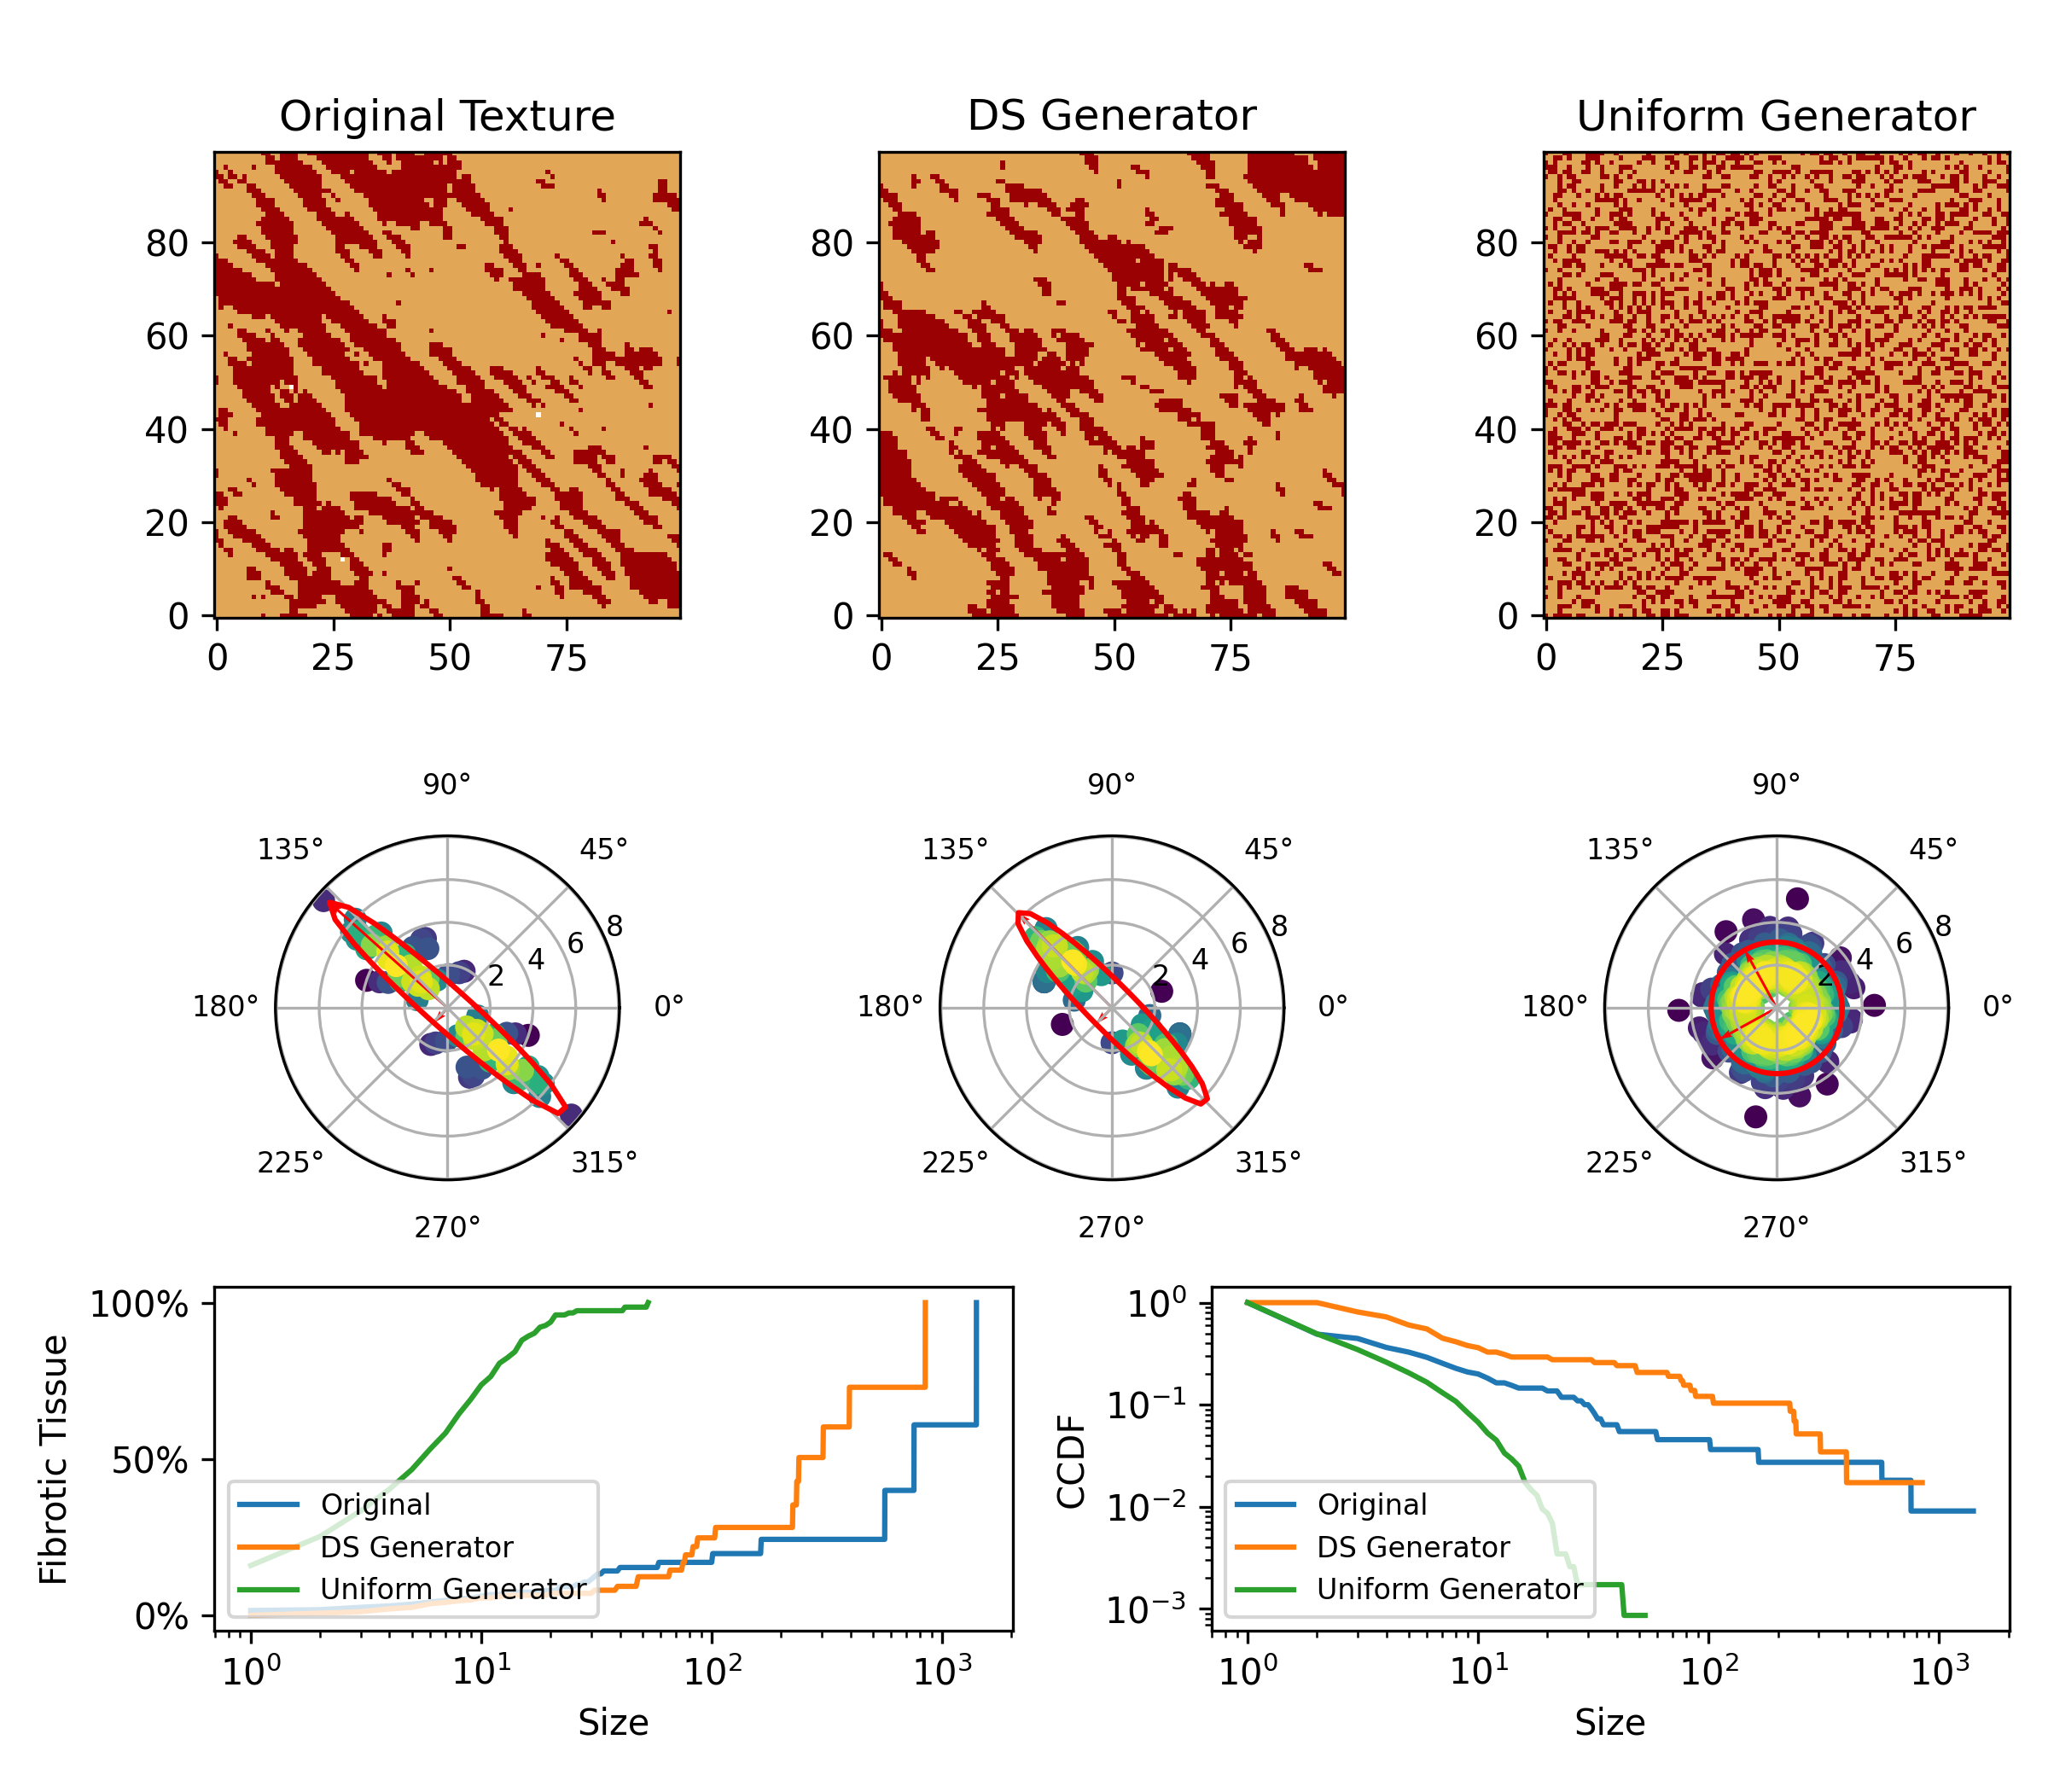 Original Texture
DS Generator
Uniform Generator
80
60
40
20
0
0 25 50 75
80
60
40
20
0
0 25 50 75
80
60
40
20
0
0 25 50 75
90°
135° 45°
180° 0°
225° 315°
270°
2 4 6 8
90°
135° 45°
180° 0°
225° 315°
270°
2 4 6 8
90°
135° 45°
180° 0°
225° 315°
270°
2 4 6 8
Fibrotic Tissue
100%
50%
0%
Original
DS Generator
Uniform Generator
10⁰ 10¹ 10² 10³
Size
CCDF
10⁰
10⁻¹
10⁻²
10⁻³
Original
DS Generator
Uniform Generator
10⁰ 10¹ 10² 10³
Size